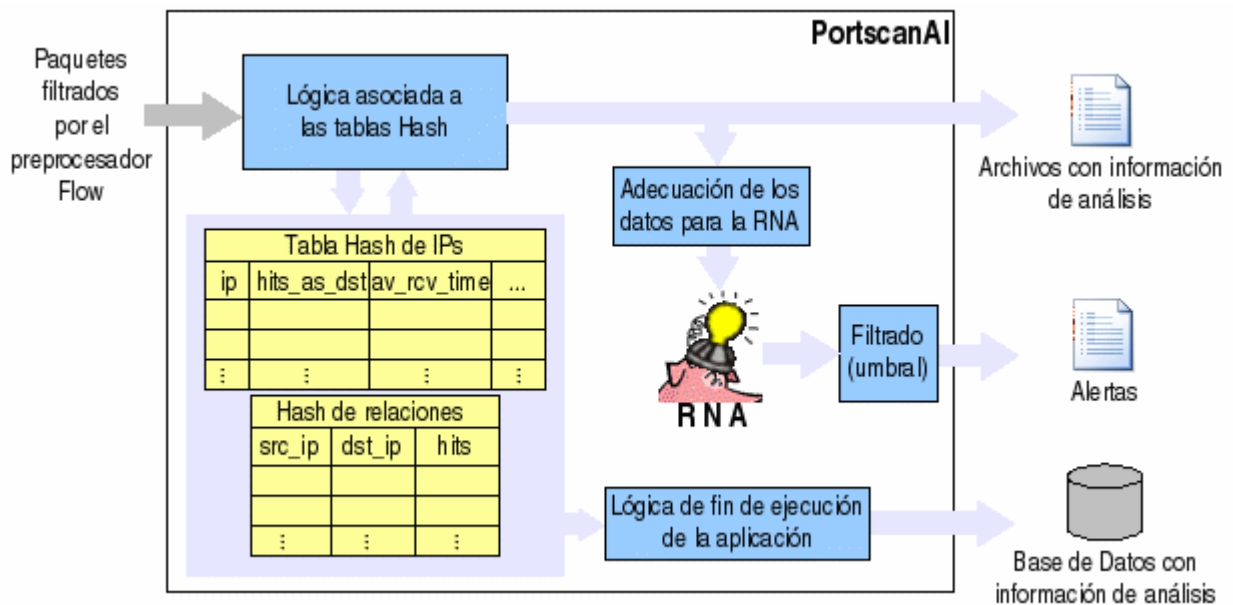 PortscanAI
Paquetes
filtrados
por el
preprocesador
Flow
Lógica asociada a
las tablas Hash
Archivos con información
de análisis
Adecuación de los
datos para la RNA
Tabla Hash de IPs
ip hits_as_dst av_rcv_time ...
⋮ ⋮ ⋮ ⋮
Hash de relaciones
src_ip dst_ip hits
⋮ ⋮ ⋮
RNA
Filtrado
(umbral)
Alertas
Lógica de fin de ejecución
de la aplicación
Base de Datos con
información de análisis